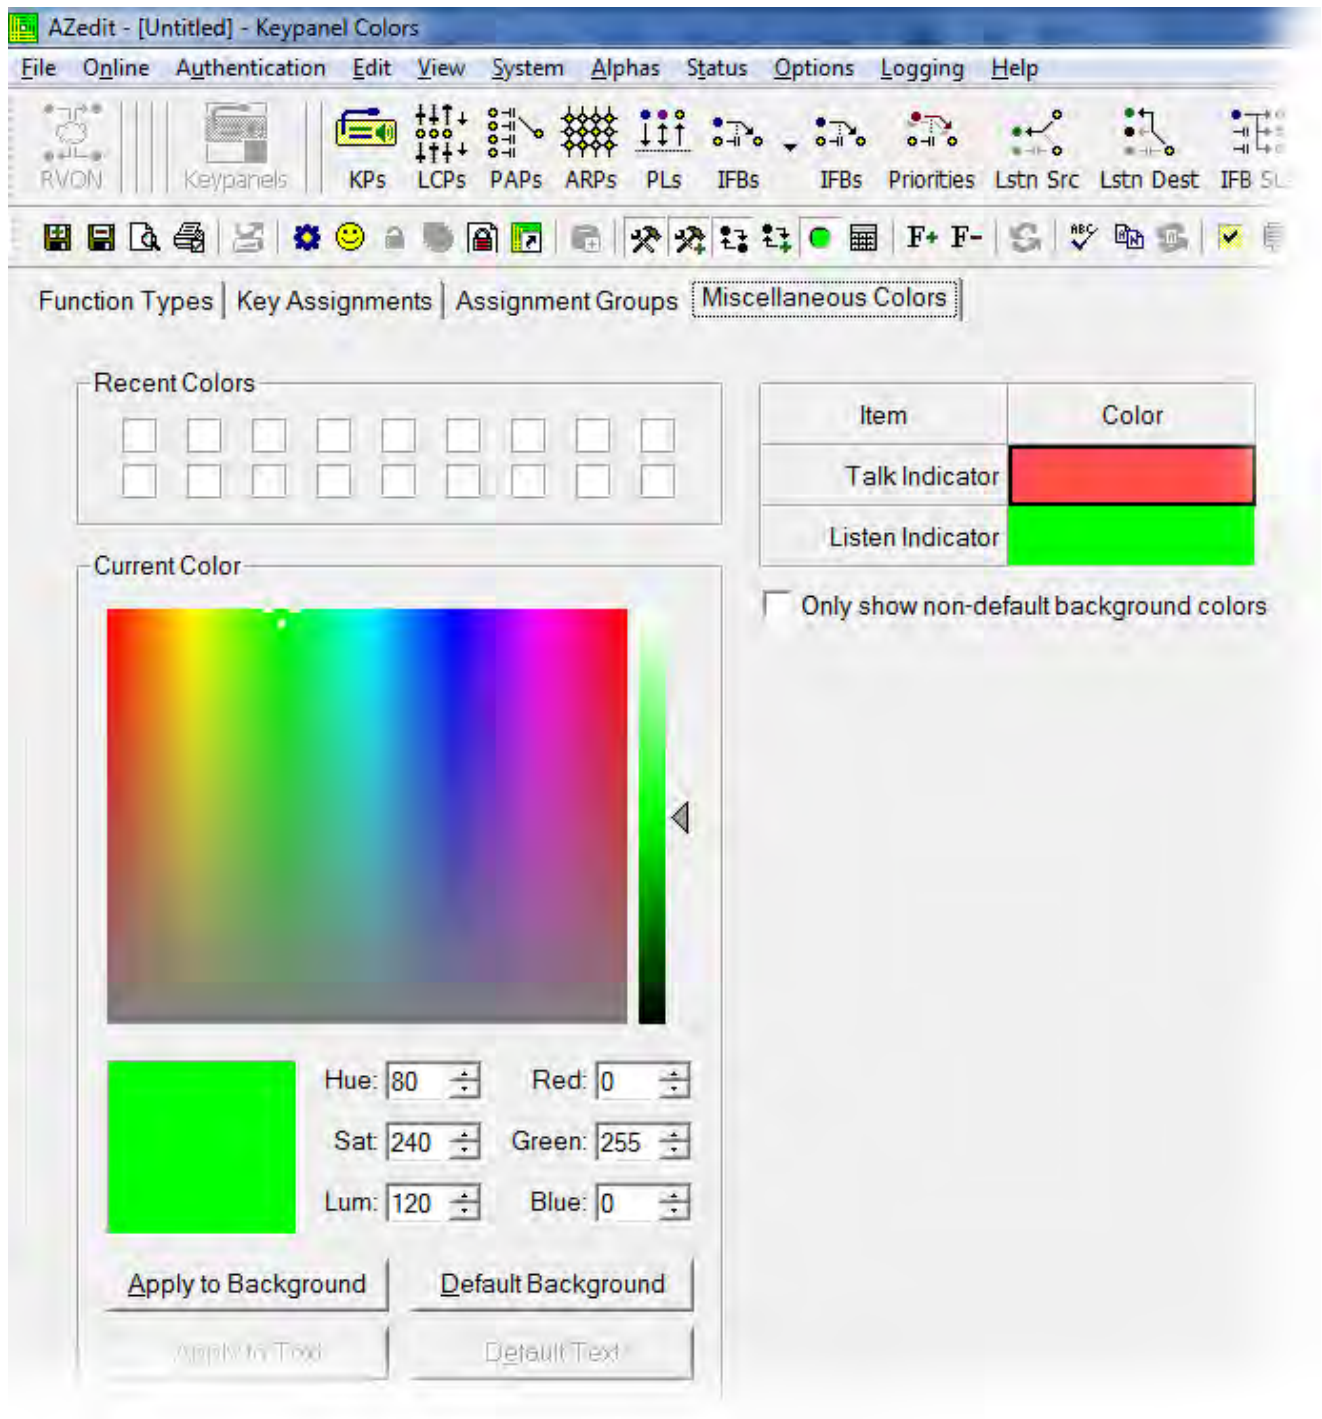 AZedit - [Untitled] - Keypanel Colors
File Online Authentication Edit View System Alphas Status Options Logging Help
RVON Keypanels KPs LCPs PAPs ARPs PLs IFBs IFBs Priorities Lstn Src Lstn Dest IFB
F+ F- ABC
Function Types Key Assignments Assignment Groups Miscellaneous Colors
Recent Colors
Item Color
Talk Indicator
Listen Indicator
Only show non-default background colors
Current Color
Hue: 80 Red: 0
Sat: 240 Green: 255
Lum: 120 Blue: 0
Apply to Background Default Background
Apply to Text Default Text